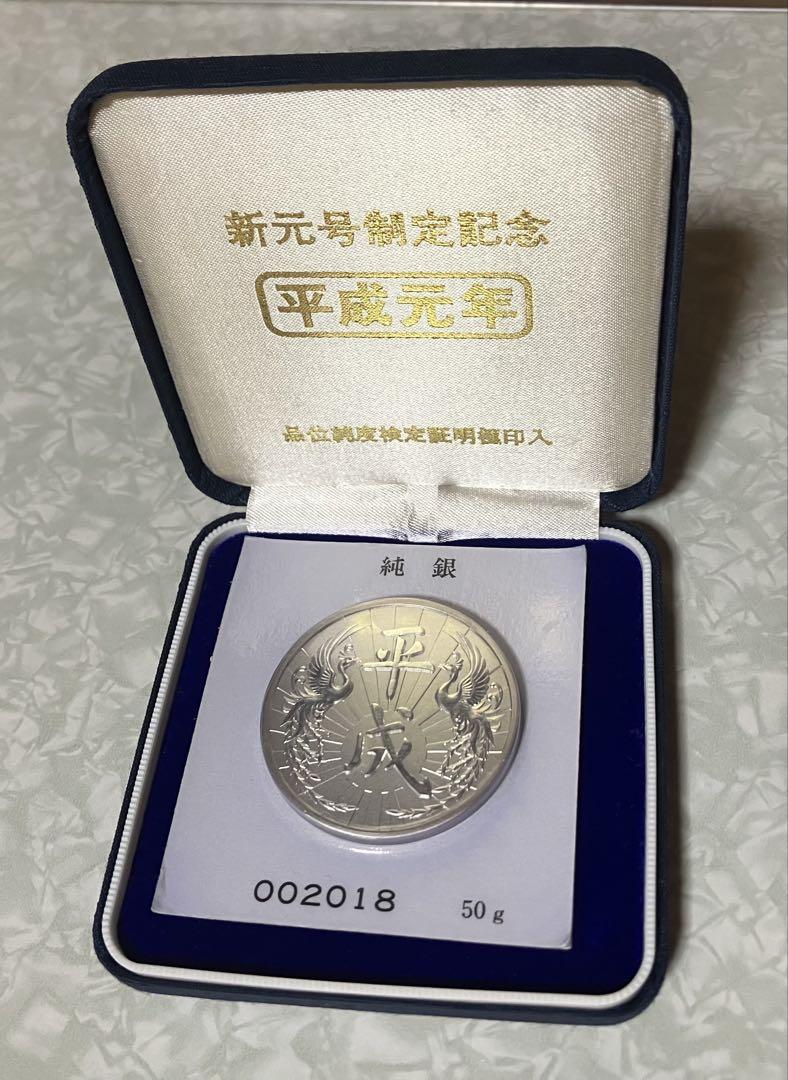 新元号制定記念
平成元年
品位純度検定証明極印入
純銀
平
成
002018 50g